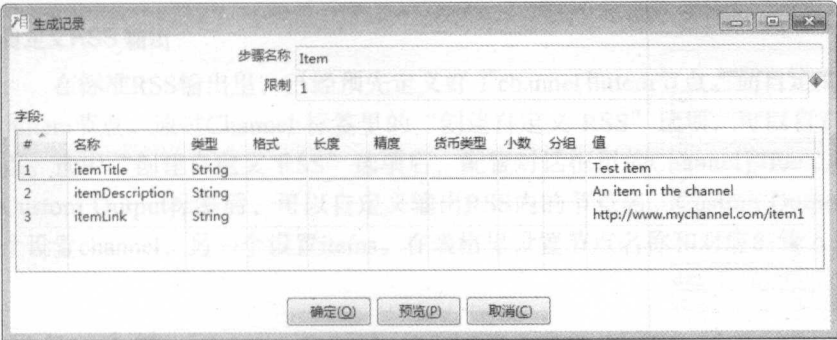 生成记录
步骤名称 Item
限制 1
字段:
# 名称 类型 格式 长度 精度 货币类型 小数 分组 值
1 itemTitle String Test item
2 itemDescription String An item in the channel
3 itemLink String http://www.mychannel.com/item1
确定(O) 预览(P) 取消(C)